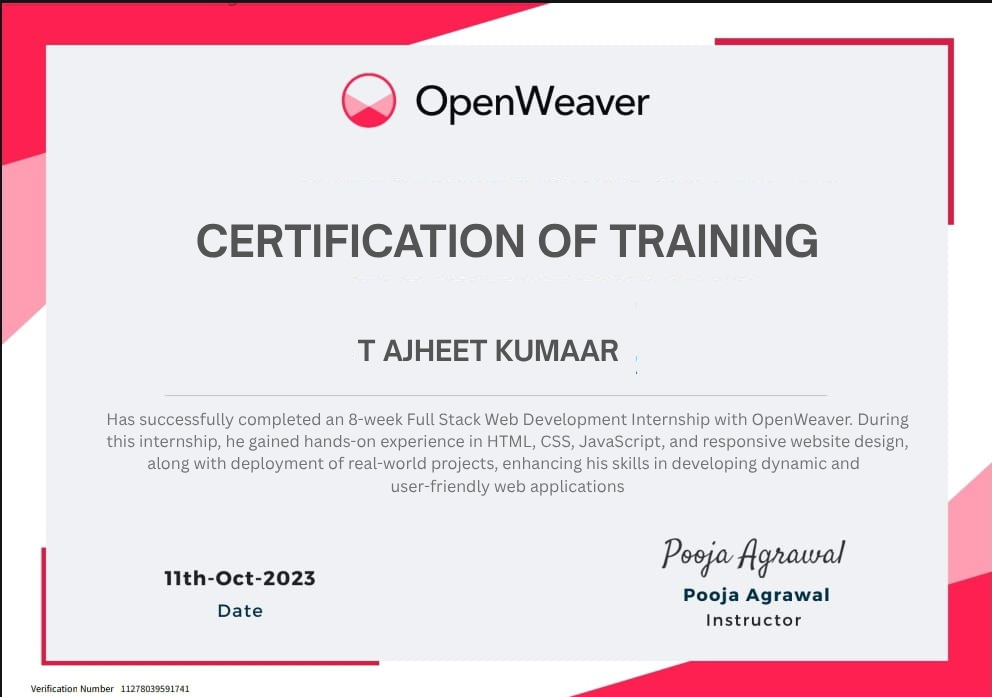 OpenWeaver
CERTIFICATION OF TRAINING
T AJHEET KUMAAR
Has successfully completed an 8-week Full Stack Web Development Internship with OpenWeaver. During
this internship, he gained hands-on experience in HTML, CSS, JavaScript, and responsive website design,
along with deployment of real-world projects, enhancing his skills in developing dynamic and
user-friendly web applications
11th-Oct-2023
Date
Pooja Agrawal
Pooja Agrawal
Instructor
Verification Number 11278039591741